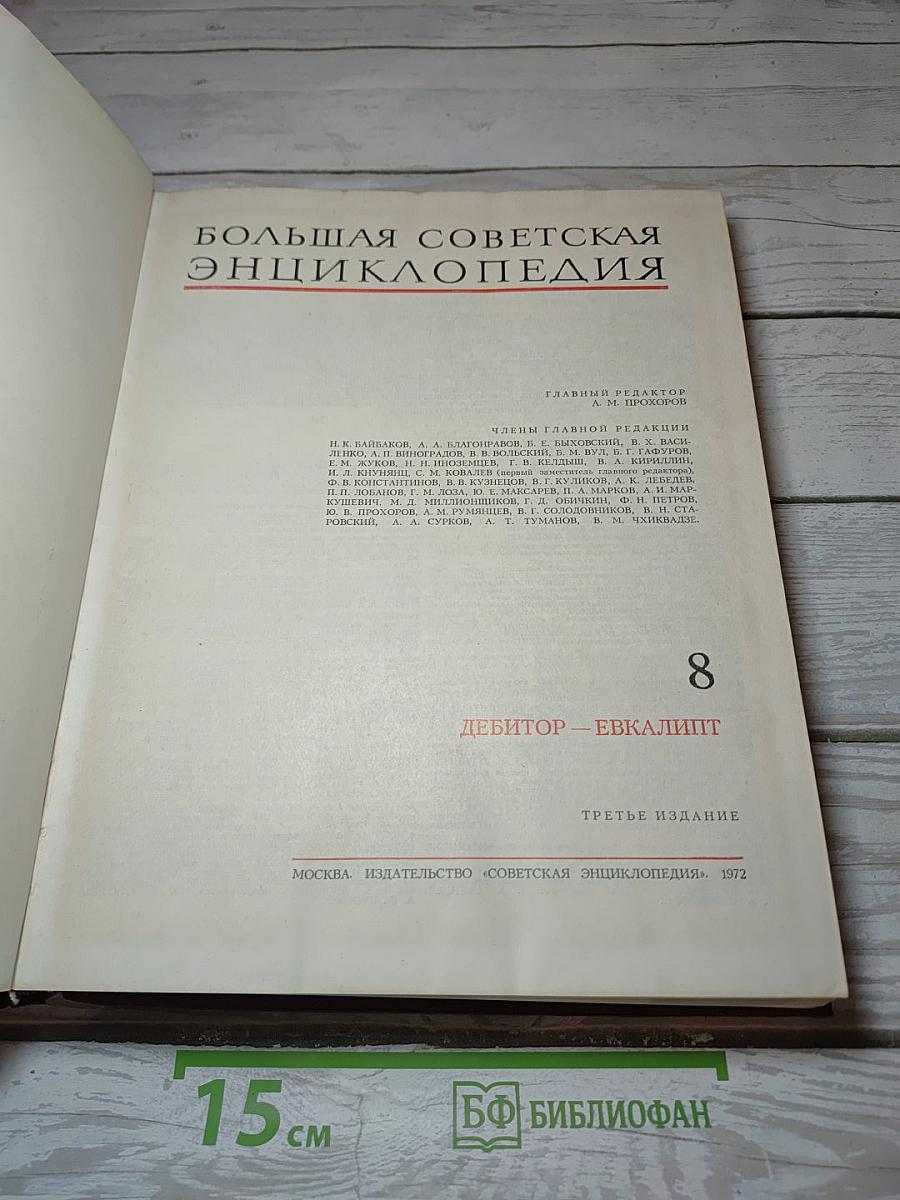 БОЛЬШАЯ СОВЕТСКАЯ
ЭНЦИКЛОПЕДИЯ
ГЛАВНЫЙ РЕДАКТОР
А. М. ПРОХОРОВ
ЧЛЕНЫ ГЛАВНОЙ РЕДАКЦИИ
Н. К. БАЙБАКОВ, А. А. БЛАГОНРАВОВ, Б. Е. БЫХОВСКИЙ, В. Х. ВАСИ-
ЛЕНКО, А. П. ВИНОГРАДОВ, В. В. ВОЛЬСКИЙ, Б. М. ВУЛ, Б. Г. ГАФУРОВ,
Е. М. ЖУКОВ, Н. Н. ИНОЗЕМЦЕВ, Г. В. КЕЛДЫШ, В. А. КИРИЛЛИН,
И. Л. КНУНЯНЦ, С. М. КОВАЛЕВ (первый заместитель главного редактора),
Ф. В. КОНСТАНТИНОВ, В. В. КУЗНЕЦОВ, В. Г. КУЛИКОВ, А. К. ЛЕБЕДЕВ,
П. П. ЛОБАНОВ, Г. М. ЛОЗА, Ю. Е. МАКСАРЕВ, П. А. МАРКОВ, А. И. МАР-
КУШЕВИЧ, М. Д. МИЛЛИОНЩИКОВ, Г. Д. ОБИЧКИН, Ф. Н. ПЕТРОВ,
Ю. В. ПРОХОРОВ, А. М. РУМЯНЦЕВ, В. Г. СОЛОДОВНИКОВ, В. Н. СТА-
РОВСКИЙ, А. А. СУРКОВ, А. Т. ТУМАНОВ, В. М. ЧХИКВАДЗЕ.
8
ДЕБИТОР — ЕВКАЛИПТ
ТРЕТЬЕ ИЗДАНИЕ
МОСКВА. ИЗДАТЕЛЬСТВО «СОВЕТСКАЯ ЭНЦИКЛОПЕДИЯ». 1972
15 см
БФ БИБЛИОФАН